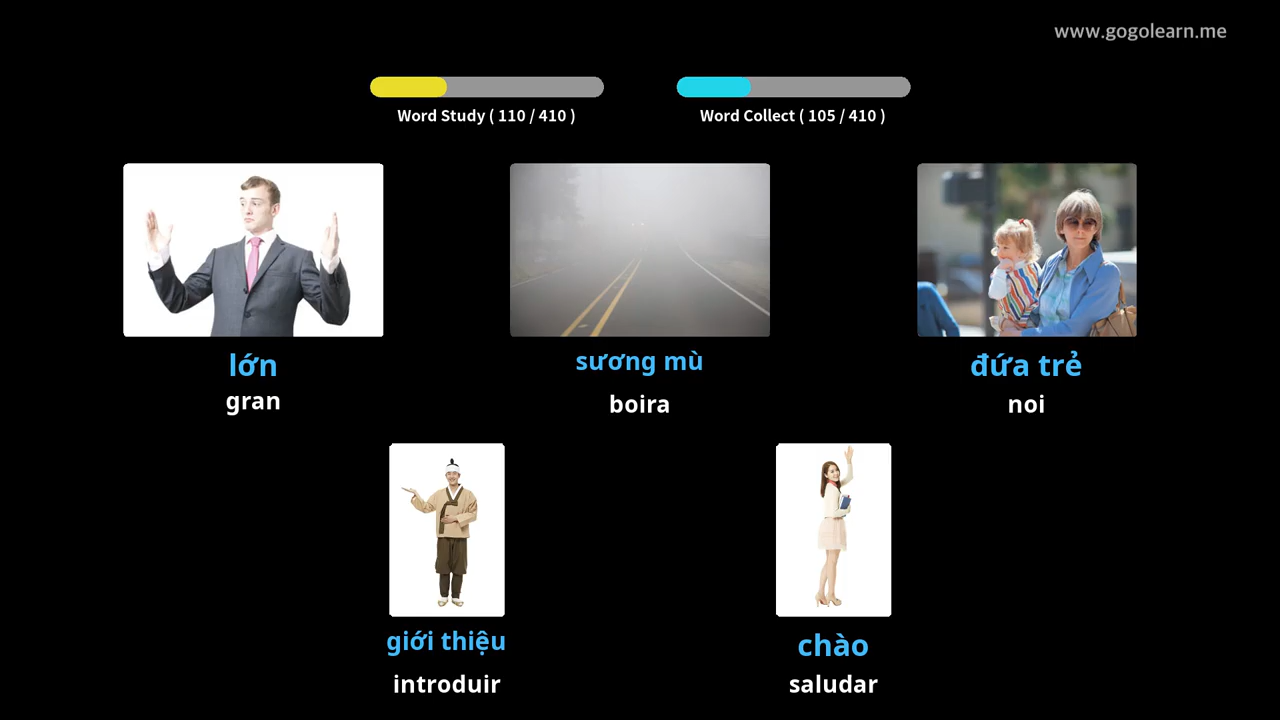 www.gogolearn.me
Word Study ( 110 / 410 )
Word Collect ( 105 / 410 )
lớn
gran
sương mù
boira
đứa trẻ
noi
giới thiệu
introduir
chào
saludar